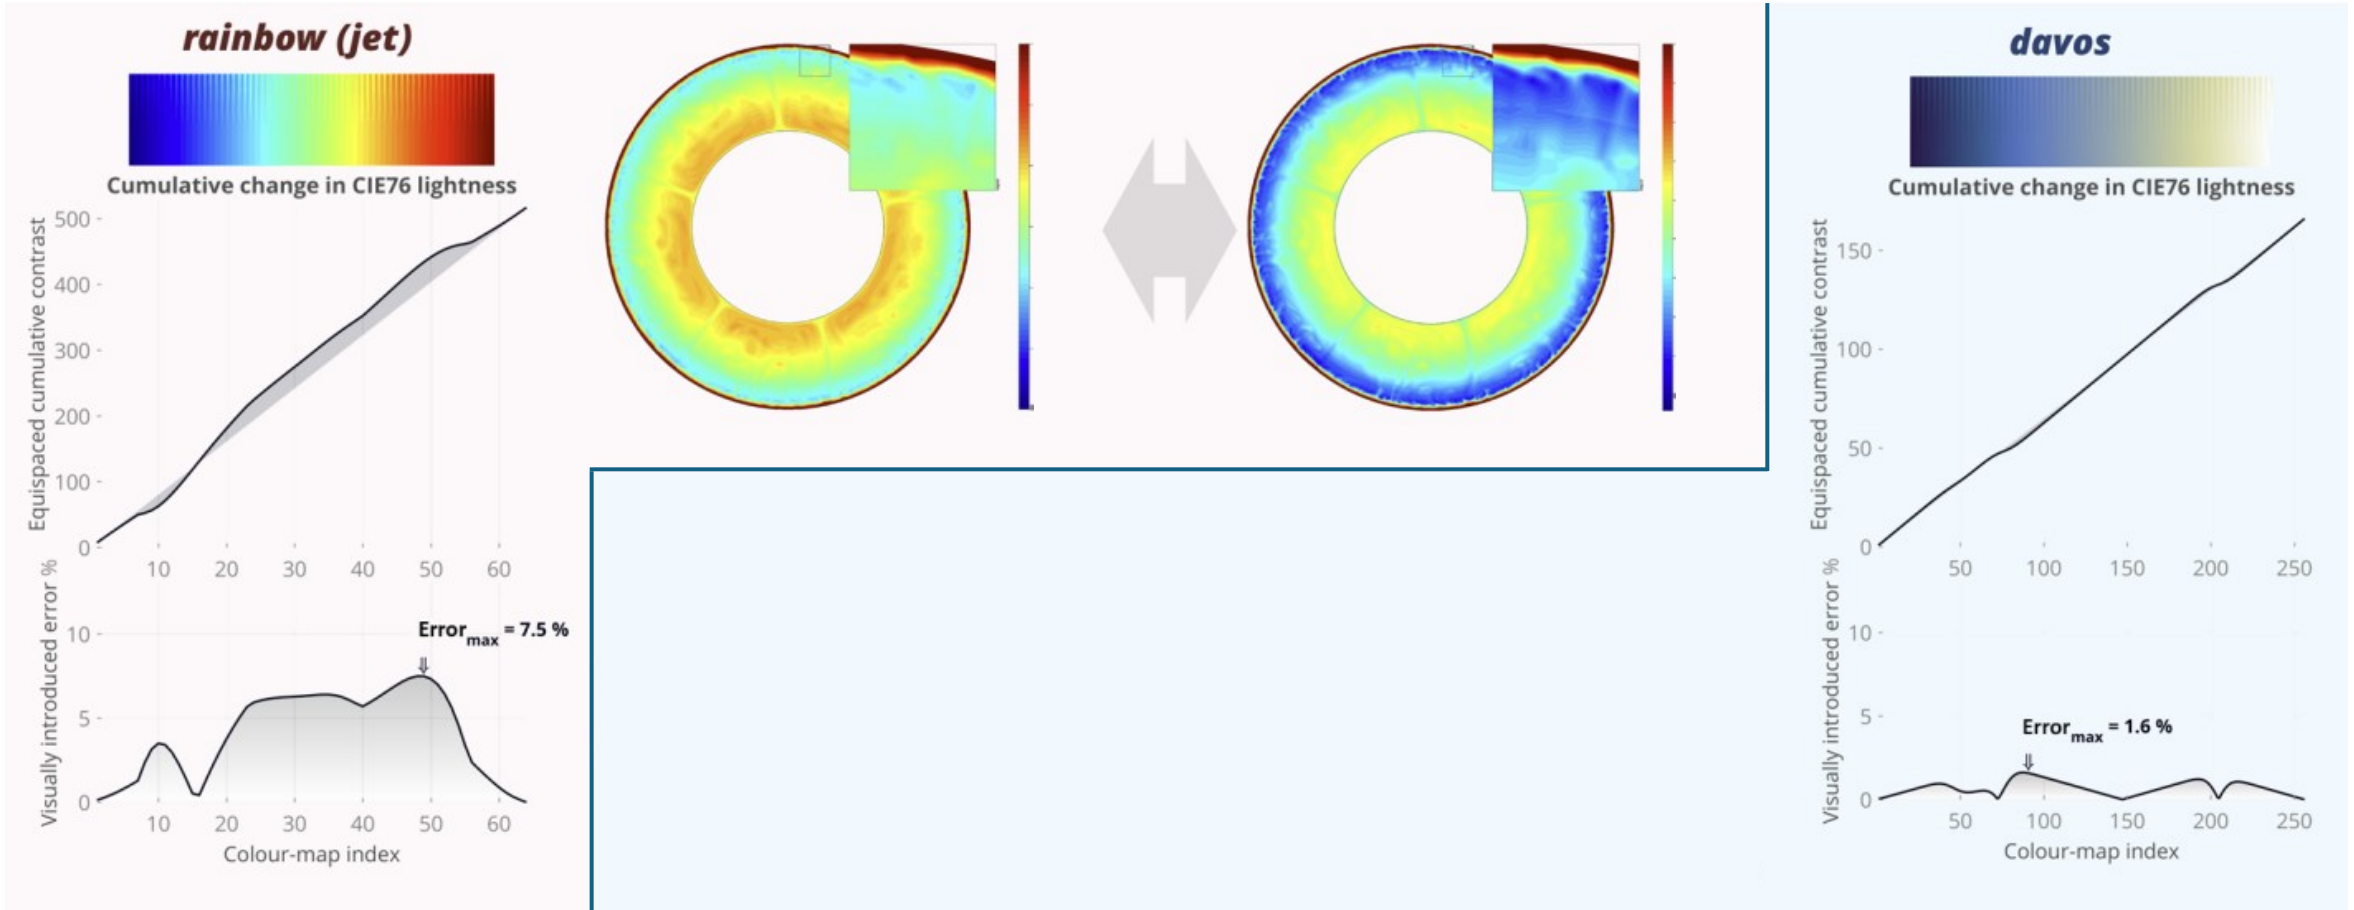 rainbow (jet)
Cumulative change in CIE76 lightness
Equispaced cumulative contrast
500
400
300
200
100
0
10 20 30 40 50 60
Visually introduced error %
10
5
0
Errormax = 7.5 %
10 20 30 40 50 60
Colour-map index
davos
Cumulative change in CIE76 lightness
Equispaced cumulative contrast
150
100
50
0
50 100 150 200 250
Visually introduced error %
10
5
0
Errormax = 1.6 %
50 100 150 200 250
Colour-map index